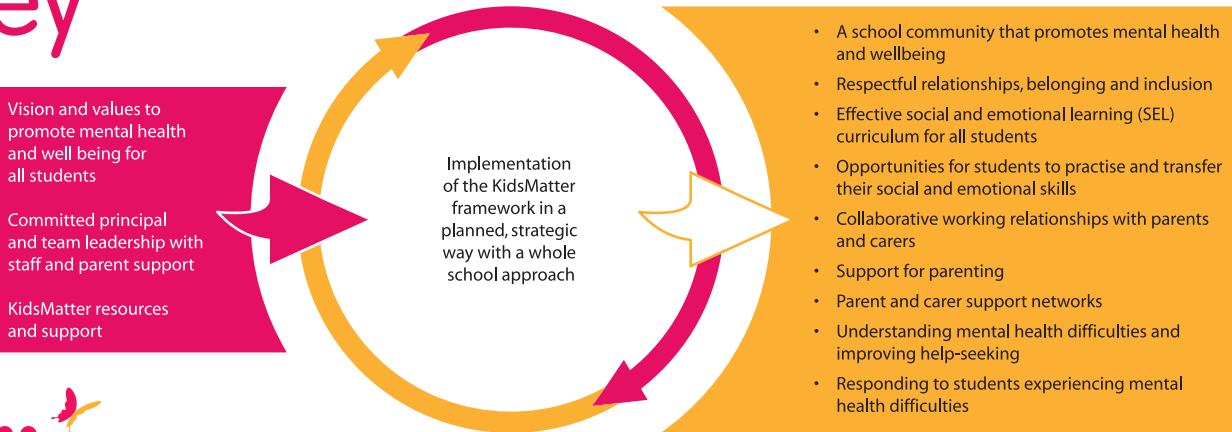 ey
Vision and values to
promote mental health
and well being for
all students
Committed principal
and team leadership with
staff and parent support
KidsMatter resources
and support
Implementation
of the KidsMatter
framework in a
planned, strategic
way with a whole
school approach
• A school community that promotes mental health
and wellbeing
• Respectful relationships, belonging and inclusion
• Effective social and emotional learning (SEL)
curriculum for all students
• Opportunities for students to practise and transfer
their social and emotional skills
• Collaborative working relationships with parents
and carers
• Support for parenting
• Parent and carer support networks
• Understanding mental health difficulties and
improving help-seeking
• Responding to students experiencing mental
health difficulties